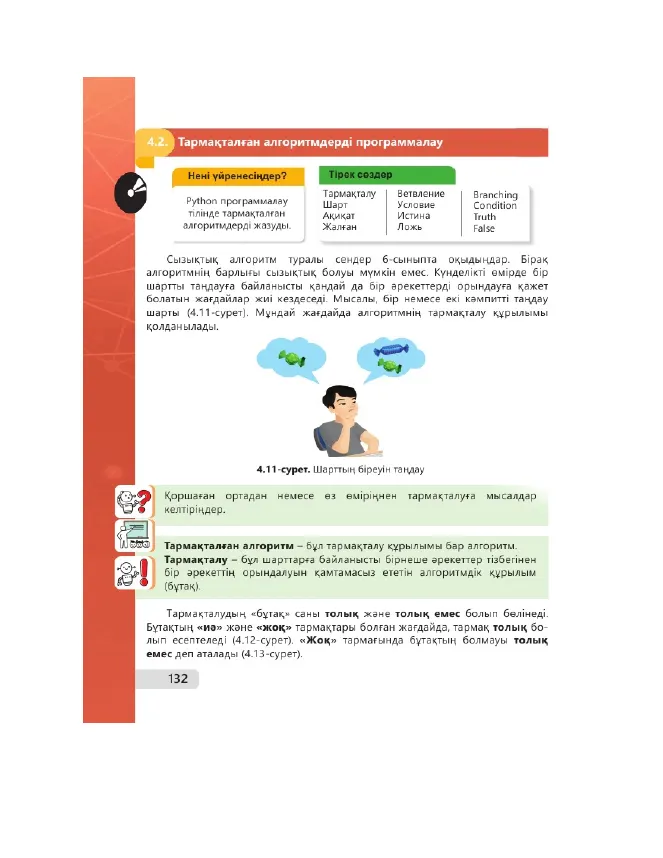 4.2. Тармақталған алгоритмдерді программалау
Нені үйренесіңдер?
Python программалау
тілінде тармақталған
алгоритмдерді жазуды.
Тірек сөздер
Тармақталу
Шарт
Ақиқат
Жалған
Ветвление
Условие
Истина
Ложь
Branching
Condition
Truth
False
Сызықтық алгоритм туралы сендер 6-сыныпта оқыдыңдар. Бірақ
алгоритмнің барлығы сызықтық болуы мүмкін емес. Күнделікті өмірде бір
шартты таңдауға байланысты қандай да бір әрекеттерді орындауға қажет
болатын жағдайлар жиі кездеседі. Мысалы, бір немесе екі кәмпитті таңдау
шарты (4.11-сурет). Мұндай жағдайда алгоритмнің тармақталу құрылымы
қолданылады.
4.11-сурет. Шарттың біреуін таңдау
Қоршаған ортадан немесе өз өміріңнен тармақталуға мысалдар
келтіріңдер.
Тармақталған алгоритм – бұл тармақталу құрылымы бар алгоритм.
Тармақталу – бұл шарттарға байланысты бірнеше әрекеттер тізбегінен
бір әрекеттің орындалуын қамтамасыз ететін алгоритмдік құрылым
(бұтақ).
Тармақталудың «бұтақ» саны толық және толық емес болып бөлінеді.
Бұтақтың «иә» және «жоқ» тармақтары болған жағдайда, тармақ толық бо-
лып есептеледі (4.12-сурет). «Жоқ» тармағында бұтақтың болмауы толық
емес деп аталады (4.13-сурет).
132